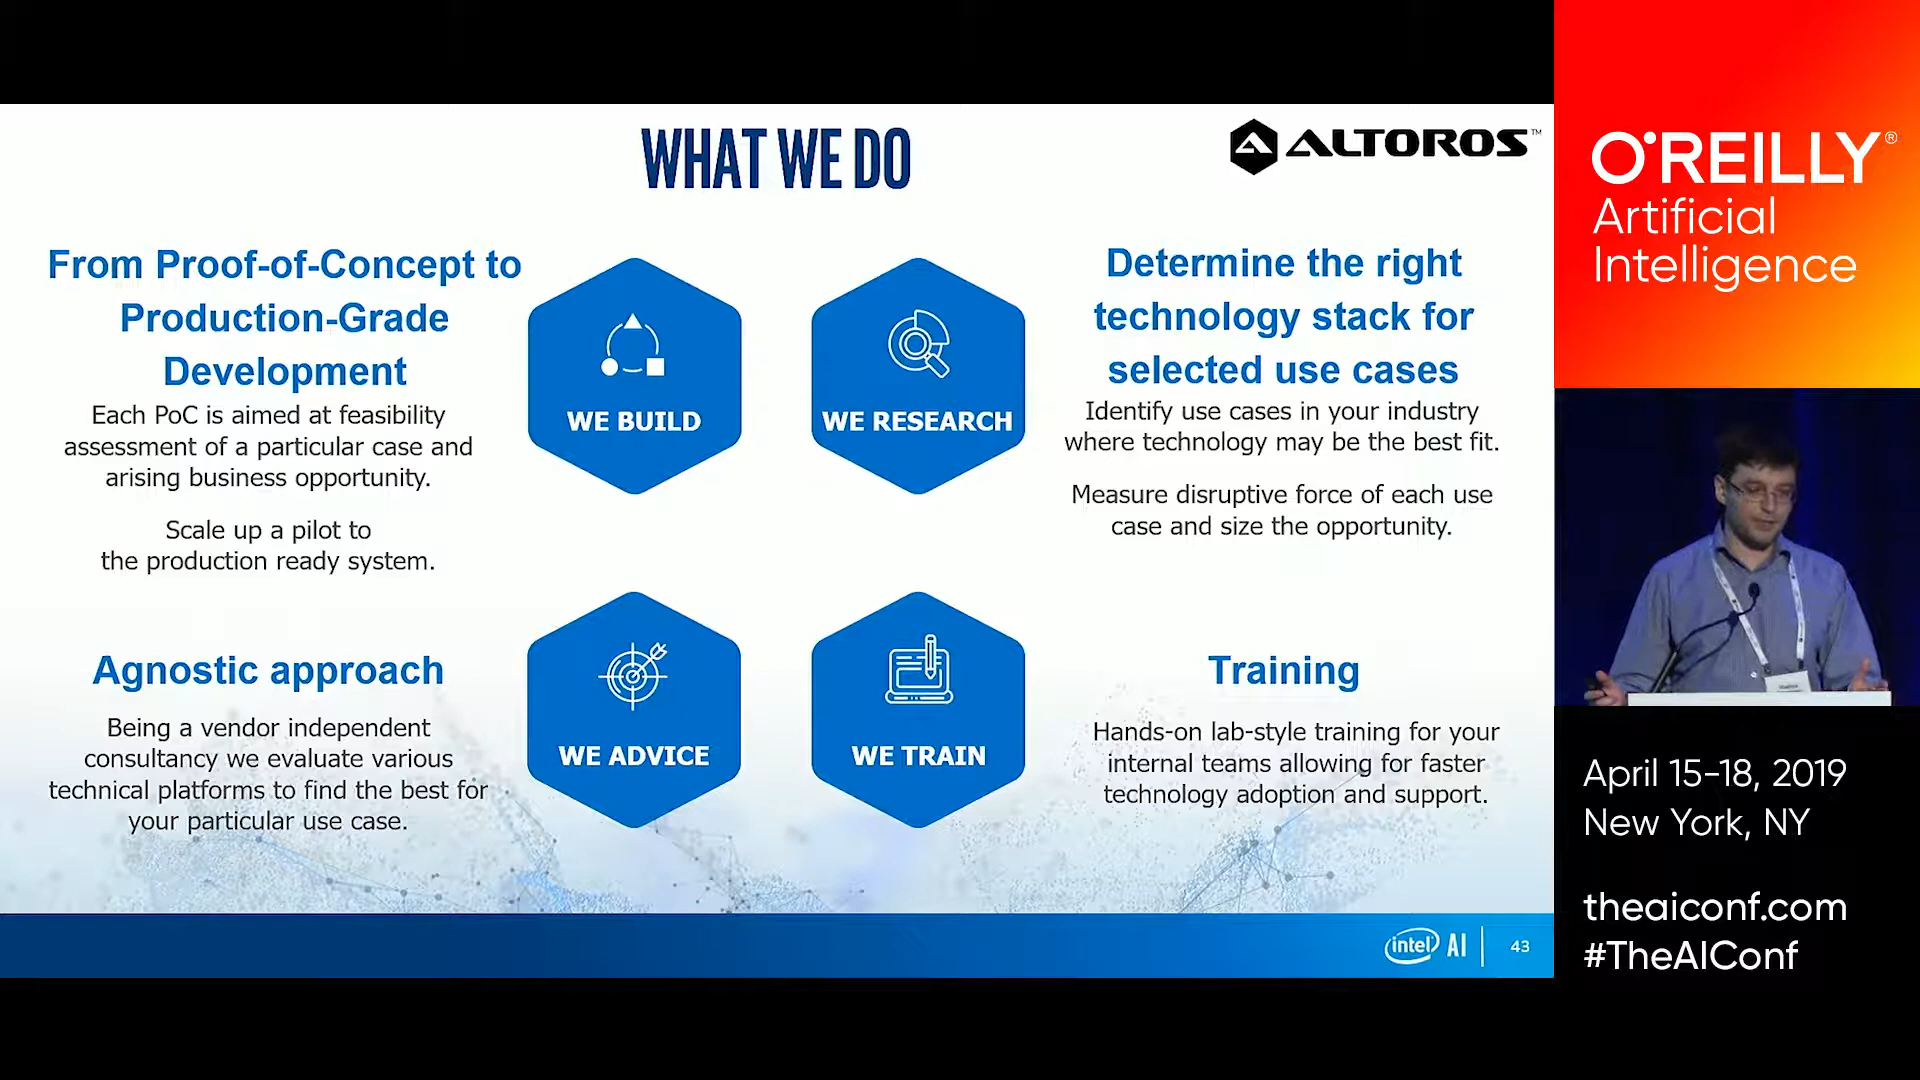 WHAT WE DO
ALTOROS™
From Proof-of-Concept to
Production-Grade
Development
Each PoC is aimed at feasibility
assessment of a particular case and
arising business opportunity.
Scale up a pilot to
the production ready system.
WE BUILD
WE RESEARCH
Determine the right
technology stack for
selected use cases
Identify use cases in your industry
where technology may be the best fit.
Measure disruptive force of each use
case and size the opportunity.
Agnostic approach
Being a vendor independent
consultancy we evaluate various
technical platforms to find the best for
your particular use case.
WE ADVICE
WE TRAIN
Training
Hands-on lab-style training for your
internal teams allowing for faster
technology adoption and support.
intel AI
43
O'REILLY®
Artificial
Intelligence
April 15-18, 2019
New York, NY
theaiconf.com
#TheAIConf